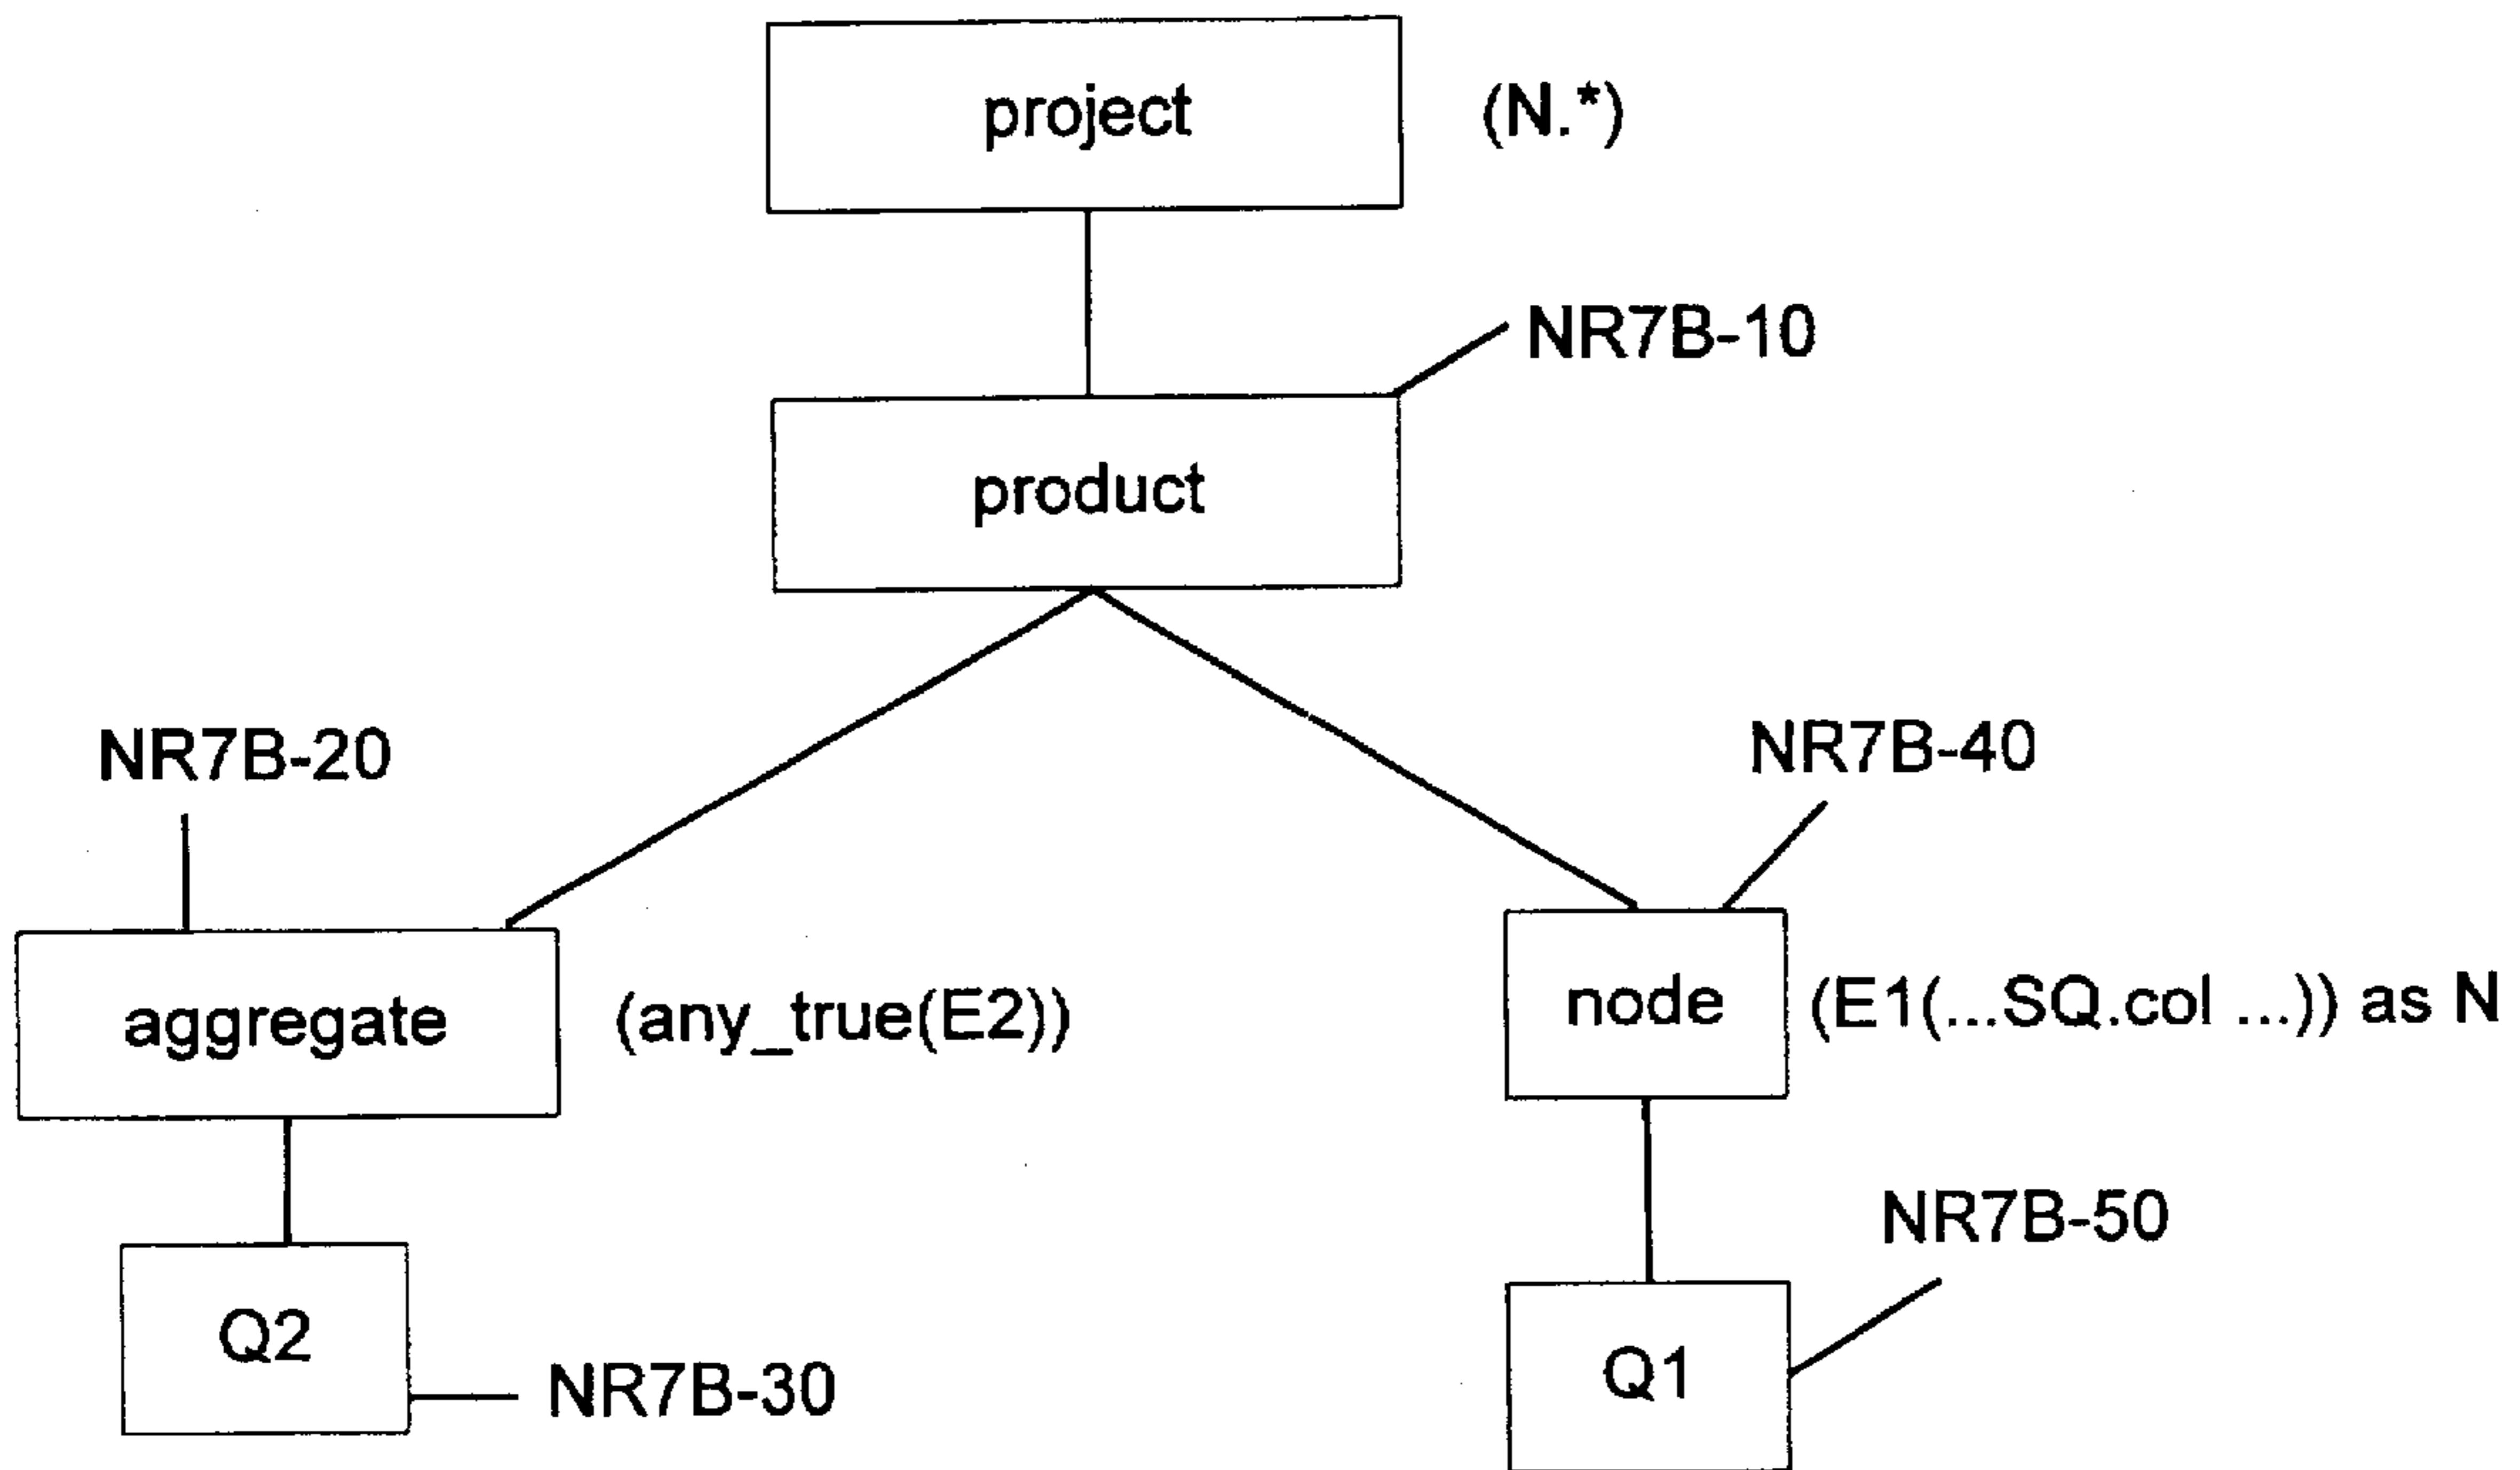 project (N.*)
NR7B-10
product
NR7B-20 NR7B-40
aggregate (any_true(E2)) node (E1(...SQ.col ...)) as N
NR7B-50
Q2 Q1
NR7B-30